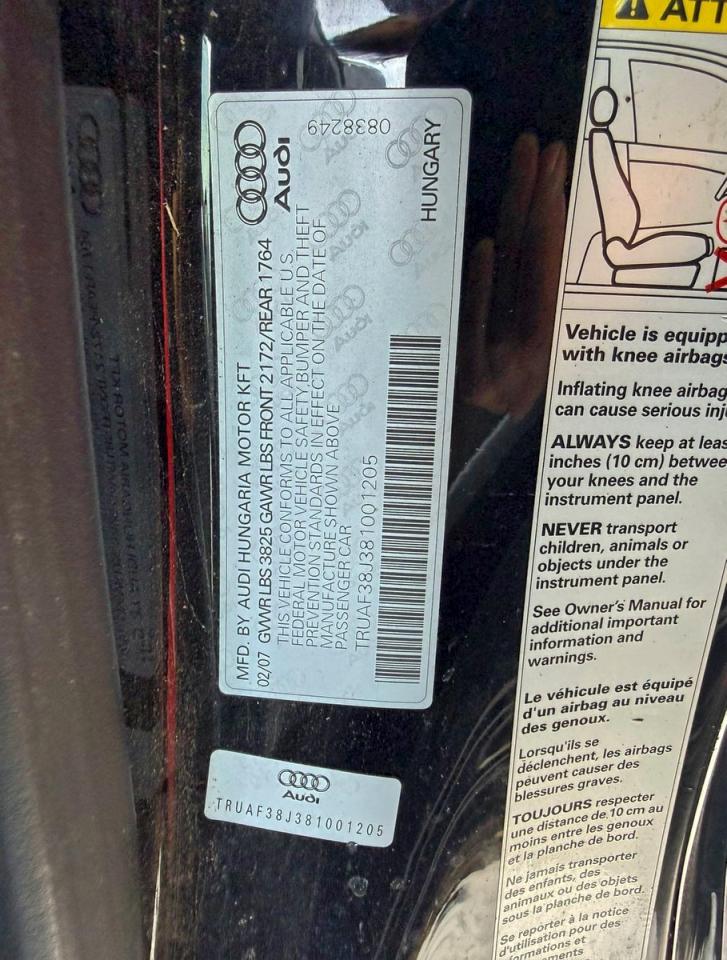 MFD. BY AUDI HUNGARIA MOTOR KFT
02/07 GVWR LBS 3825 GAWR LBS FRONT 2172/REAR 1764
THIS VEHICLE CONFORMS TO ALL APPLICABLE U.S.
FEDERAL MOTOR VEHICLE SAFETY BUMPER AND THEFT
PREVENTION STANDARDS IN EFFECT ON THE DATE OF
MANUFACTURE SHOWN ABOVE
PASSENGER CAR
TRUAF38J381001205
Audi
0838249
HUNGARY
Audi
TRUAF38J381001205
ATT
Vehicle is equipp
with knee airbags
Inflating knee airbag
can cause serious inj
ALWAYS keep at leas
inches (10 cm) betwee
your knees and the
instrument panel.
NEVER transport
children, animals or
objects under the
instrument panel.
See Owner's Manual for
additional important
information and
warnings.
Le véhicule est équipé
d'un airbag au niveau
des genoux.
Lorsqu'ils se
déclenchent, les airbags
peuvent causer des
blessures graves.
TOUJOURS respecter
une distance de 10 cm au
moins entre les genoux
et la planche de bord.
Ne jamais transporter
des enfants, des
animaux ou des objets
sous la planche de bord.
Se reporter à la notice
d'utilisation pour des
informations et